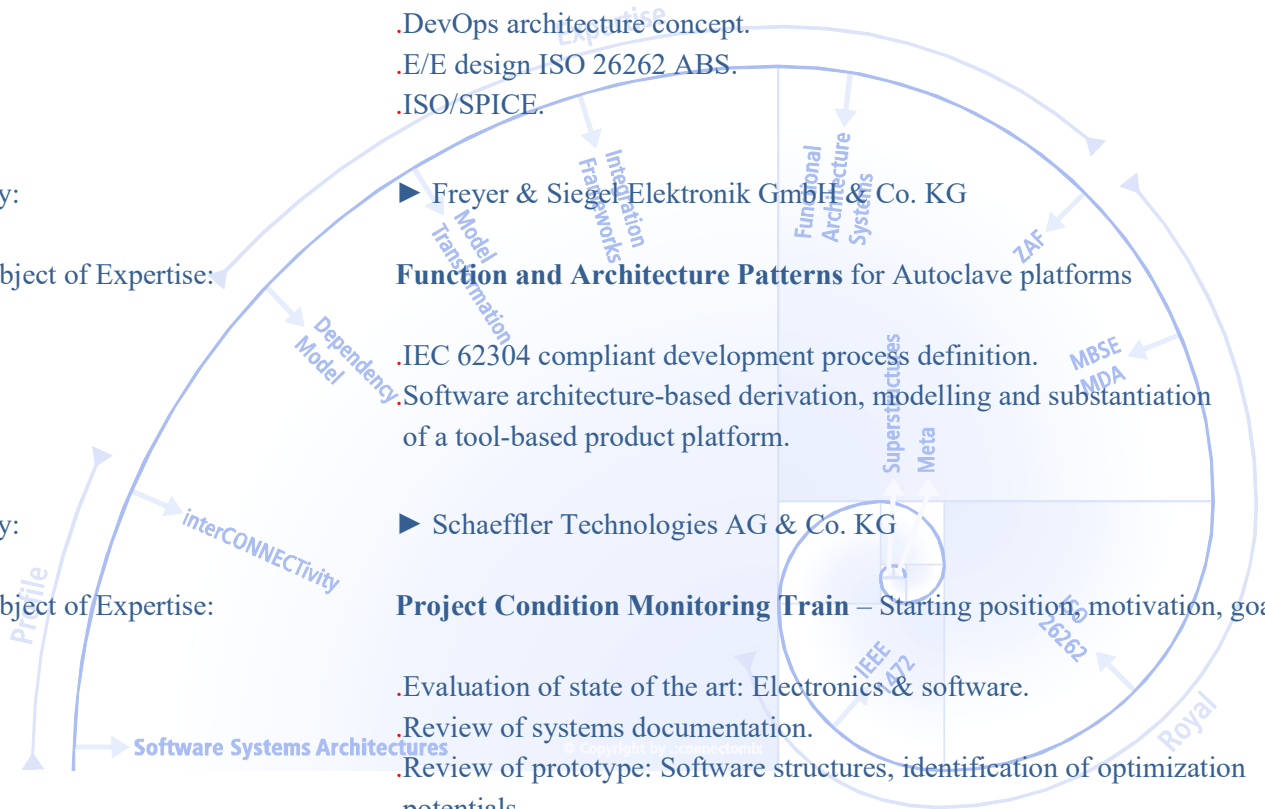 Expertise
.DevOps architecture concept.
.E/E design ISO 26262 ABS.
.ISO/SPICE.
Integration
Frameworks
Functional
Architecture
Systems
y:
► Freyer & Siegel Elektronik GmbH & Co. KG
Model
Transformation
ZAF
bject of Expertise:
Function and Architecture Patterns for Autoclave platforms
Dependency
Model
.IEC 62304 compliant development process definition.
MBSE
MDA
.Software architecture-based derivation, modelling and substantiation
of a tool-based product platform.
Superstructures
Meta
y:
► Schaeffler Technologies AG & Co. KG
interCONNECTivity
Profile
bject of Expertise:
Project Condition Monitoring Train – Starting position, motivation, goa
ISO
26262
IEEE
1472
.Evaluation of state of the art: Electronics & software.
.Review of systems documentation.
Royal
Software Systems Architectures
© Copyright by .:connectomix
.Review of prototype: Software structures, identification of optimization
potentials